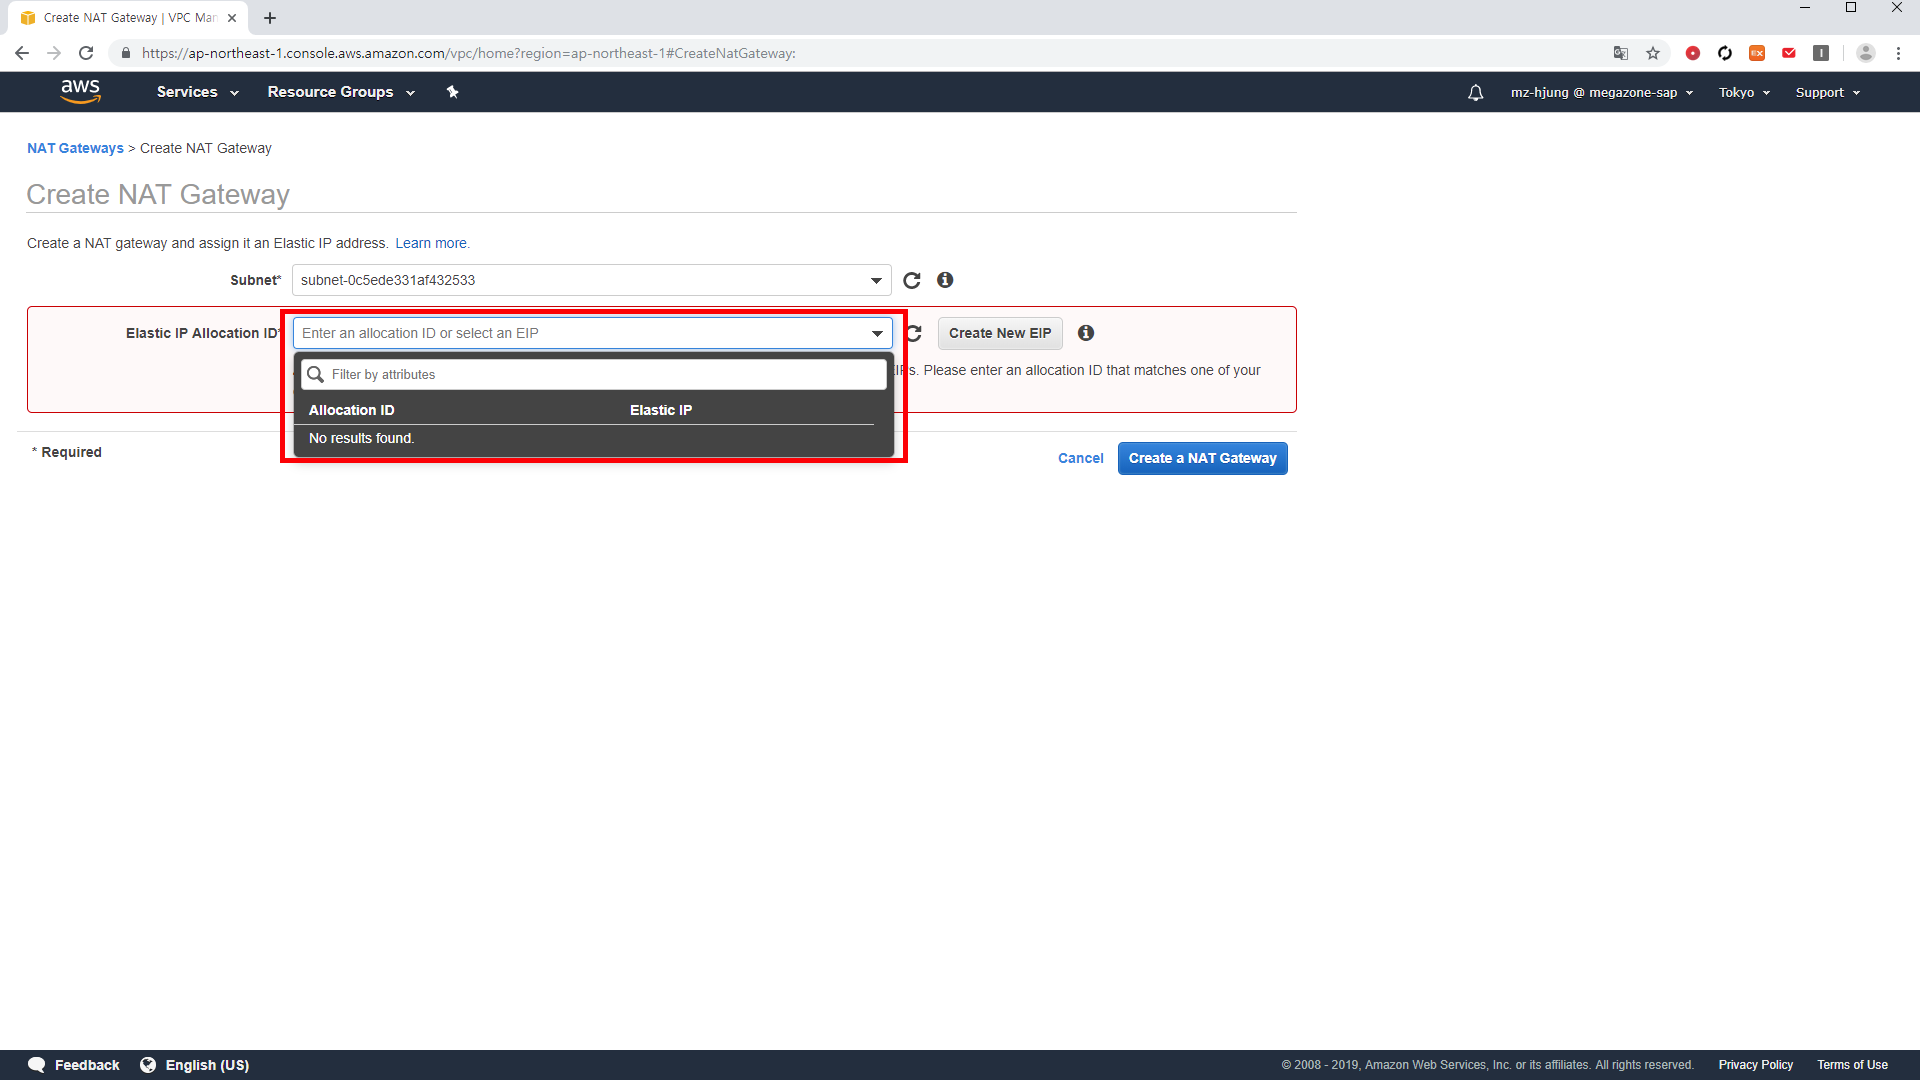 Create NAT Gateway | VPC Man
https://ap-northeast-1.console.aws.amazon.com/vpc/home?region=ap-northeast-1#CreateNatGateway:
aws Services Resource Groups mz-hjung @ megazone-sap Tokyo Support
NAT Gateways > Create NAT Gateway
Create NAT Gateway
Create a NAT gateway and assign it an Elastic IP address. Learn more.
Subnet* subnet-0c5ede331af432533
Elastic IP Allocation ID* Enter an allocation ID or select an EIP Create New EIP
Filter by attributes
EIPs. Please enter an allocation ID that matches one of your
Allocation ID Elastic IP
No results found.
* Required
Cancel Create a NAT Gateway
Feedback English (US) © 2008 - 2019, Amazon Web Services, Inc. or its affiliates. All rights reserved. Privacy Policy Terms of Use